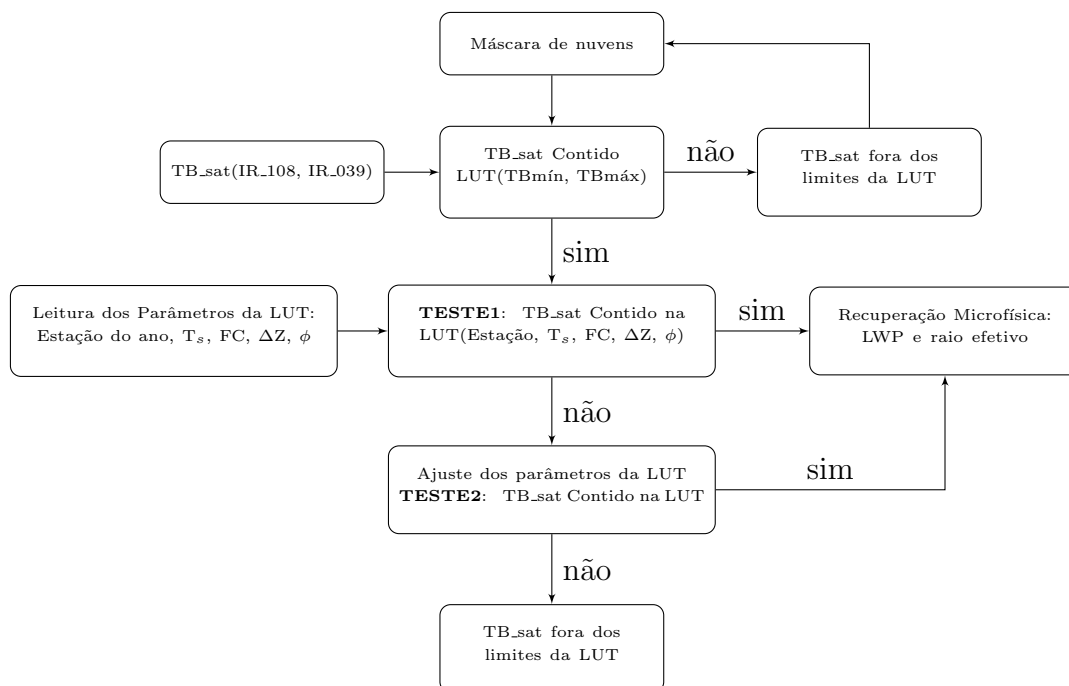 Máscara de nuvens
TB_sat(IR_108, IR_039)
TB_sat Contido
LUT(TBmín, TBmáx)
não
TB_sat fora dos
limites da LUT
sim
Leitura dos Parâmetros da LUT:
Estação do ano, Tₛ, FC, ΔZ, ϕ
TESTE1: TB_sat Contido na
LUT(Estação, Tₛ, FC, ΔZ, ϕ)
sim
Recuperação Microfísica:
LWP e raio efetivo
não
Ajuste dos parâmetros da LUT
TESTE2: TB_sat Contido na LUT
sim
não
TB_sat fora dos
limites da LUT